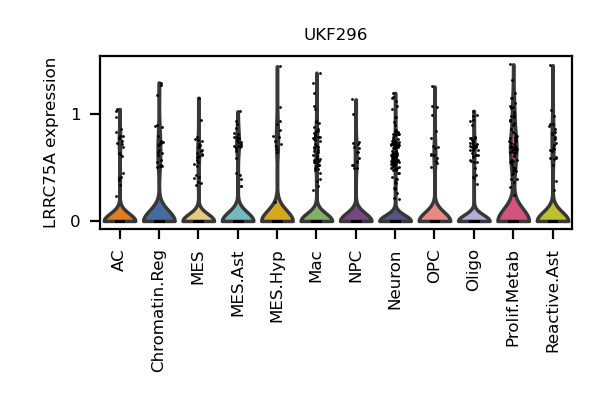 UKF296
LRRC75A expression
1
0
AC
Chromatin.Reg
MES
MES.Ast
MES.Hyp
Mac
NPC
Neuron
OPC
Oligo
Prolif.Metab
Reactive.Ast